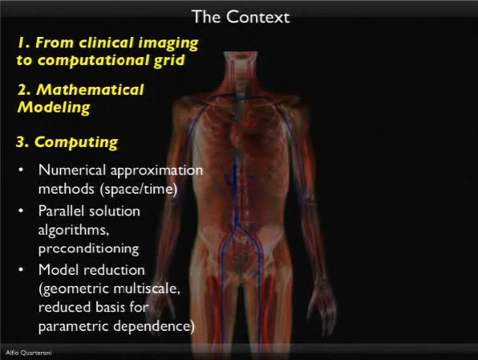 The Context
1. From clinical imaging
to computational grid
2. Mathematical
Modeling
3. Computing
• Numerical approximation
methods (space/time)
• Parallel solution
algorithms,
preconditioning
• Model reduction
(geometric multiscale,
reduced basis for
parametric dependence)
Alfio Quarteroni